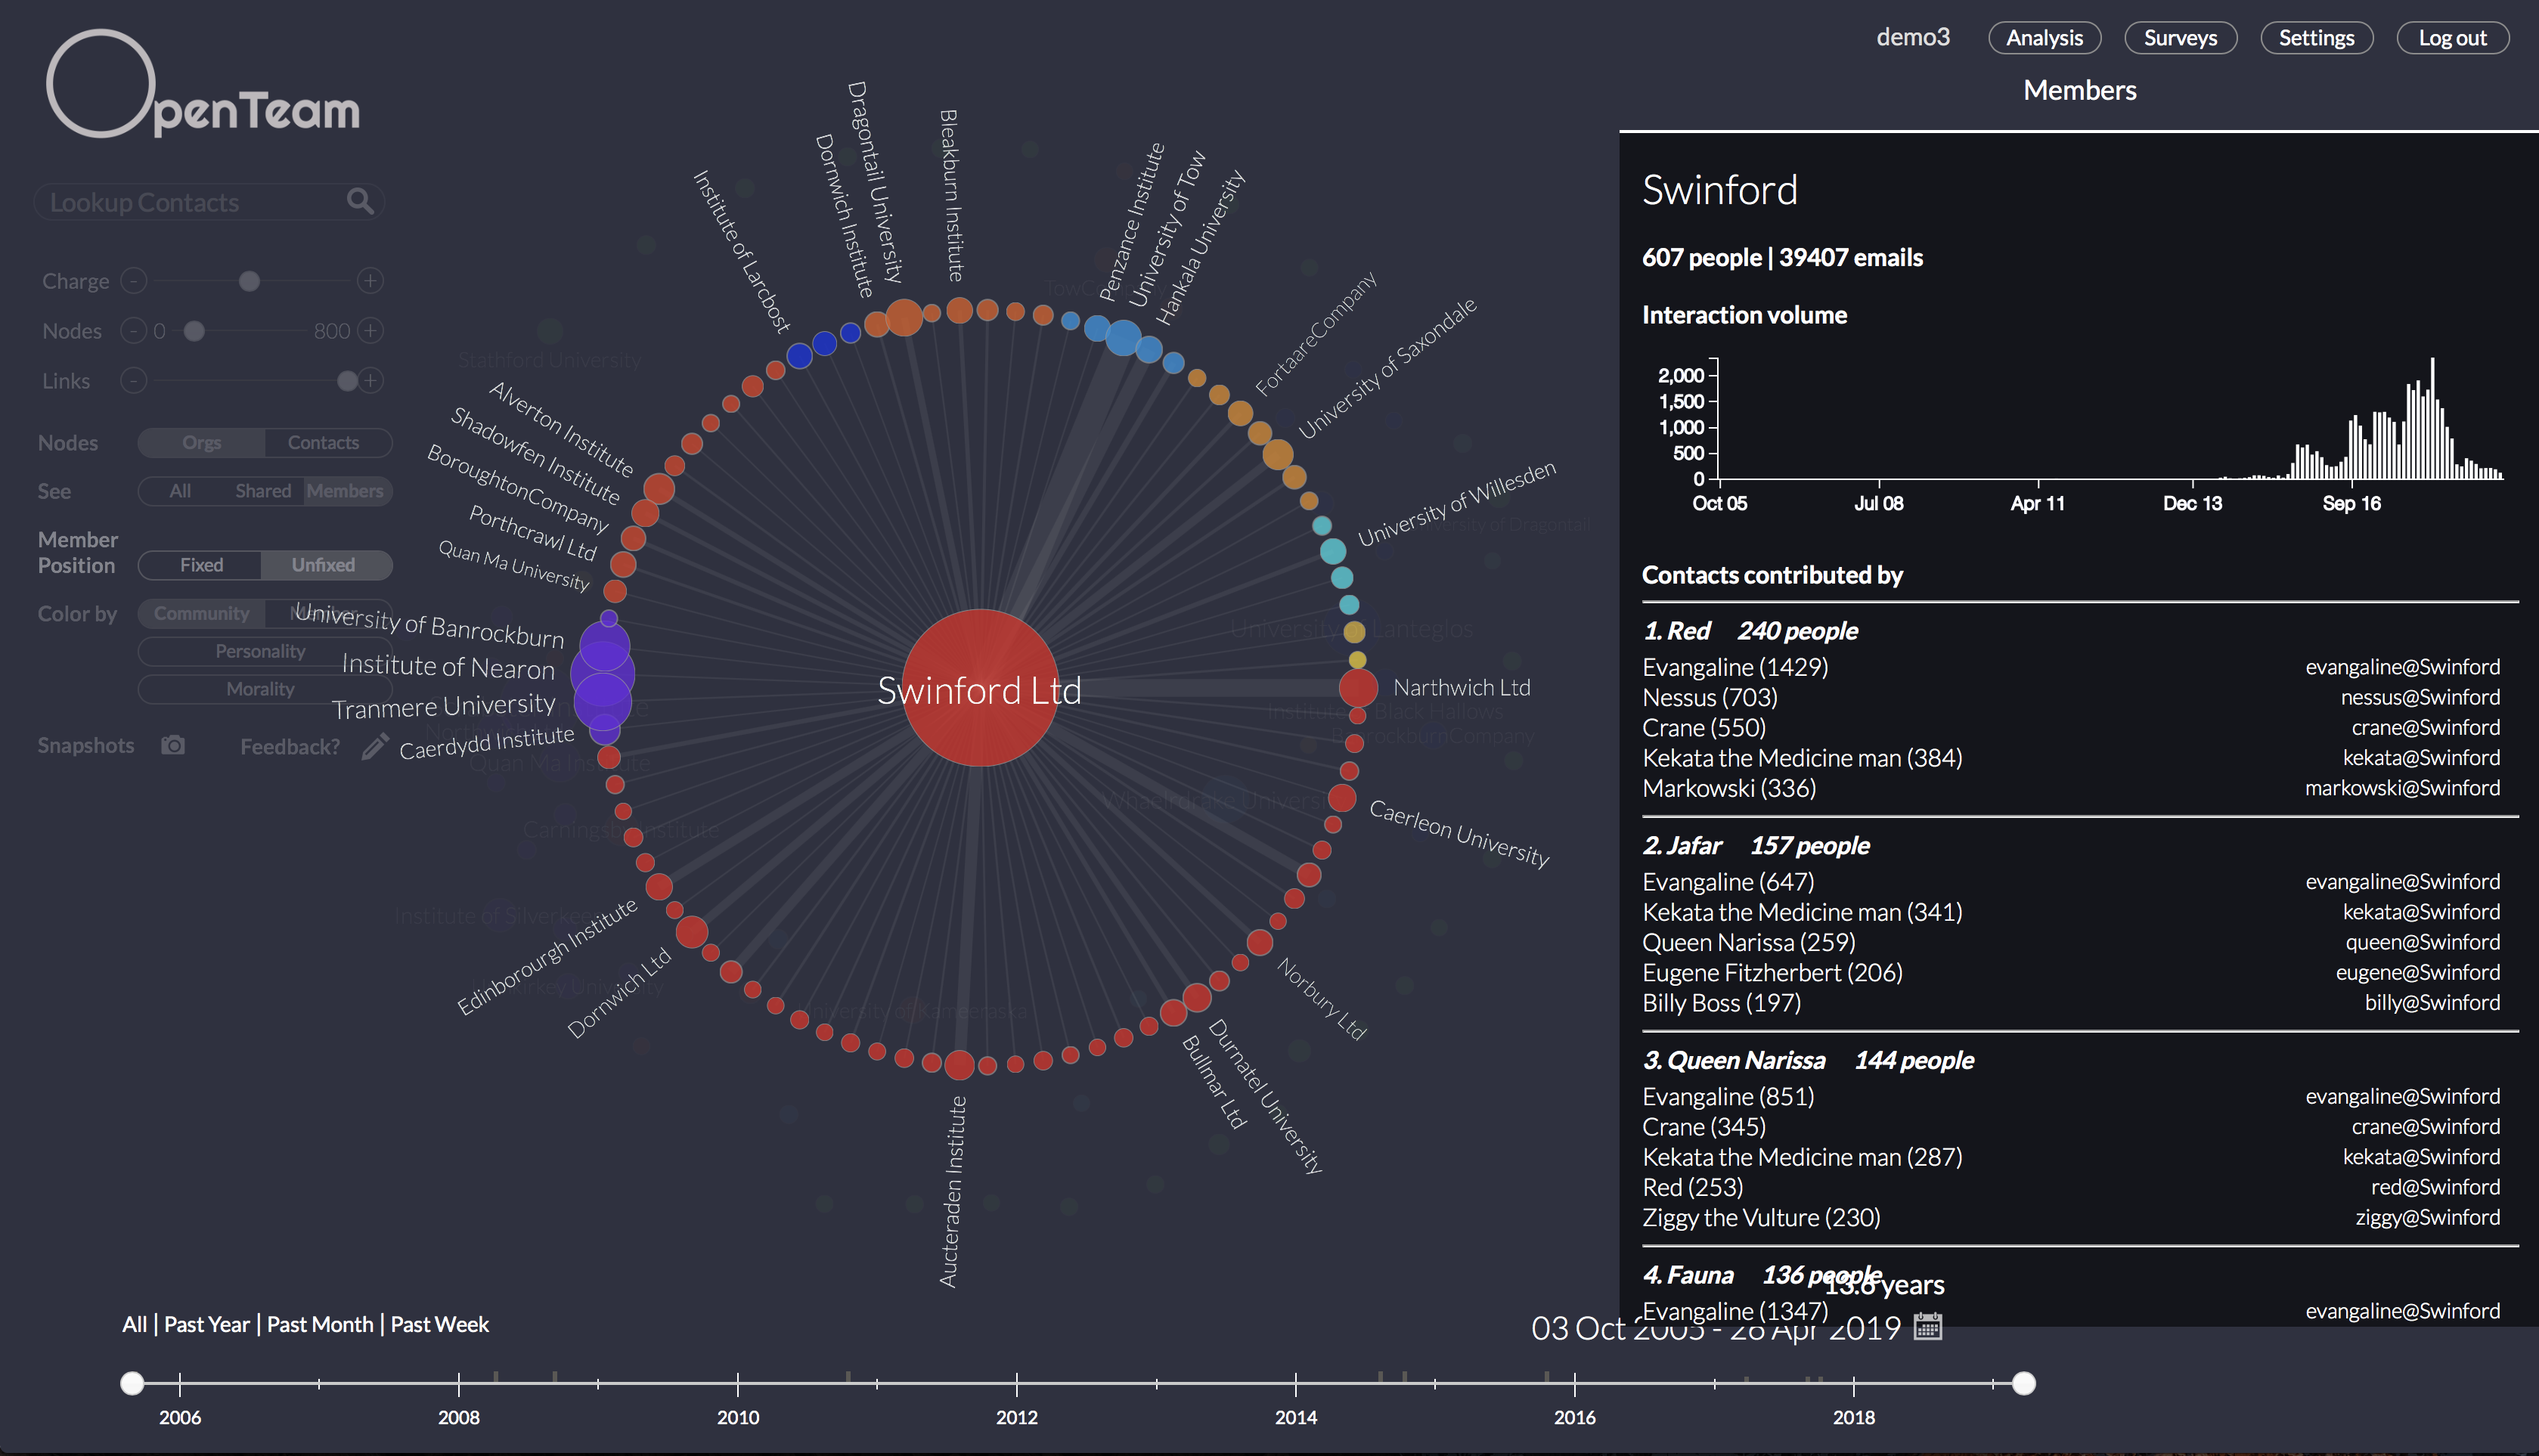 OpenTeam
demo3
Analysis
Surveys
Settings
Log out
Members
Lookup Contacts
Charge - +
Nodes - 0 800 +
Links - +
Nodes Orgs Contacts
See All Shared Members
Member
Position Fixed Unfixed
Color by Community
Personality
Morality
Snapshots Feedback?
Institute of Larcbost
Dornwich Institute
Dragontail University
Bleakburn Institute
Penzance Institute
University of Tow
Hankala University
FortaareCompany
University of Saxondale
University of Willesden
Narthwich Ltd
Caerleon University
Norbury Ltd
Durnatel University
Bullmar Ltd
Aucteraden Institute
Dornwich Ltd
Edinborourgh Institute
Caerdydd Institute
Tranmere University
Institute of Nearon
University of Banrockburn
Quan Ma University
Porthcrawl Ltd
BoroughtonCompany
Shadowfen Institute
Alverton Institute
Swinford Ltd
Stathford University
Quan Ma Institute
Swinford
607 people | 39407 emails
Interaction volume
2,000
1,500
1,000
500
0
Oct 05 Jul 08 Apr 11 Dec 13 Sep 16
Contacts contributed by
1. Red 240 people
Evangaline (1429) evangaline@Swinford
Nessus (703) nessus@Swinford
Crane (550) crane@Swinford
Kekata the Medicine man (384) kekata@Swinford
Markowski (336) markowski@Swinford
2. Jafar 157 people
Evangaline (647) evangaline@Swinford
Kekata the Medicine man (341) kekata@Swinford
Queen Narissa (259) queen@Swinford
Eugene Fitzherbert (206) eugene@Swinford
Billy Boss (197) billy@Swinford
3. Queen Narissa 144 people
Evangaline (851) evangaline@Swinford
Crane (345) crane@Swinford
Kekata the Medicine man (287) kekata@Swinford
Red (253) red@Swinford
Ziggy the Vulture (230) ziggy@Swinford
4. Fauna 136 people
13.6 years
Evangaline (1347) evangaline@Swinford
03 Oct 2005 - 26 Apr 2019
All | Past Year | Past Month | Past Week
2006 2008 2010 2012 2014 2016 2018